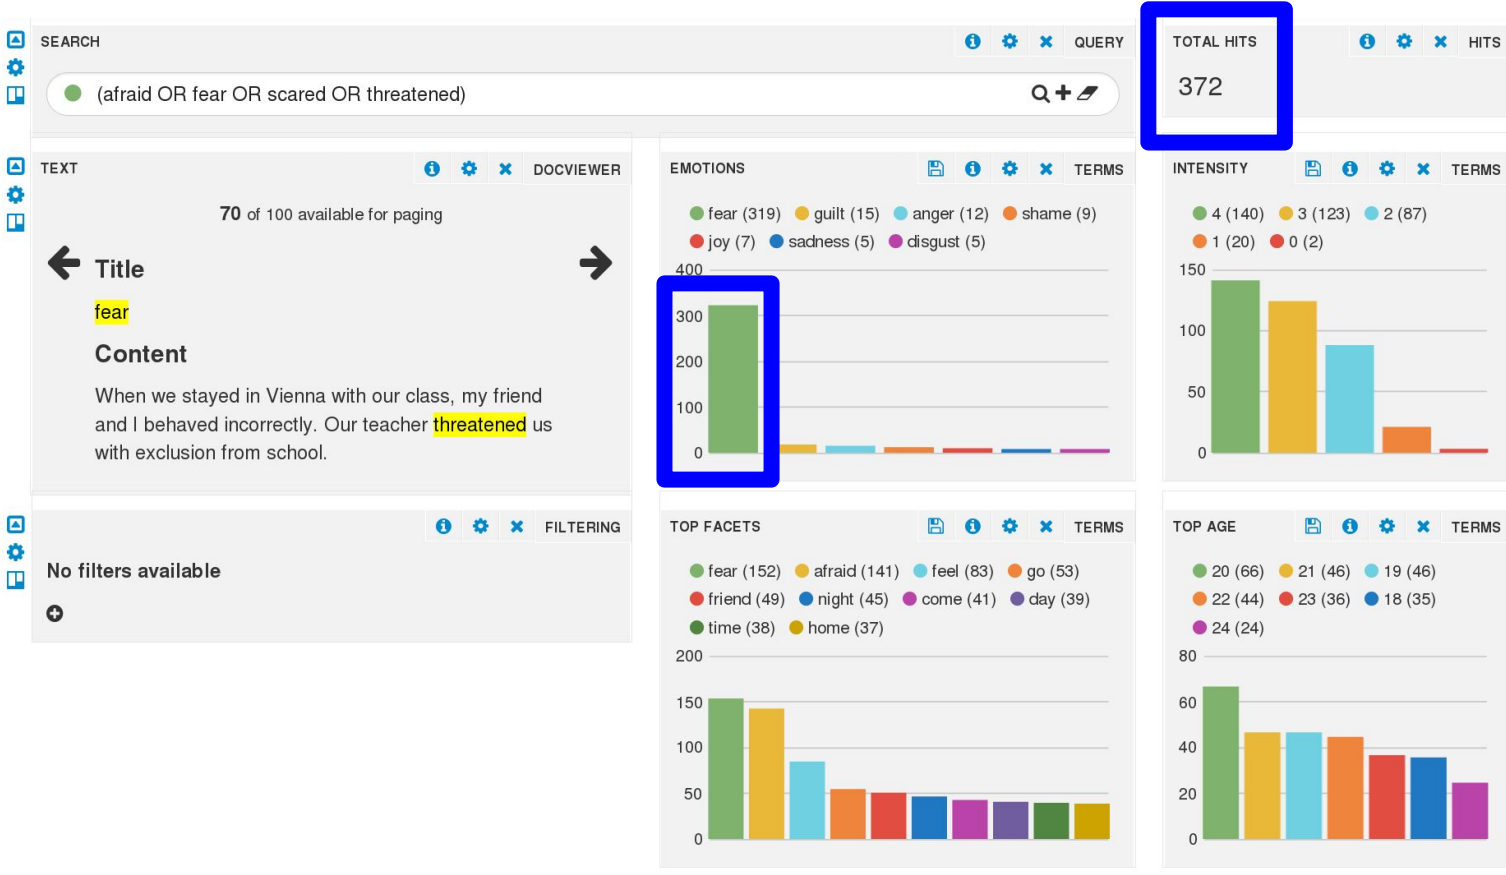 SEARCH
QUERY
(afraid OR fear OR scared OR threatened)
TOTAL HITS
HITS
372
TEXT
DOCVIEWER
70 of 100 available for paging
Title
fear
Content
When we stayed in Vienna with our class, my friend
and I behaved incorrectly. Our teacher threatened us
with exclusion from school.
EMOTIONS
TERMS
fear (319) guilt (15) anger (12) shame (9)
joy (7) sadness (5) disgust (5)
400
300
200
100
0
INTENSITY
TERMS
4 (140) 3 (123) 2 (87)
1 (20) 0 (2)
150
100
50
0
FILTERING
No filters available
TOP FACETS
TERMS
fear (152) afraid (141) feel (83) go (53)
friend (49) night (45) come (41) day (39)
time (38) home (37)
200
150
100
50
0
TOP AGE
TERMS
20 (66) 21 (46) 19 (46)
22 (44) 23 (36) 18 (35)
24 (24)
80
60
40
20
0